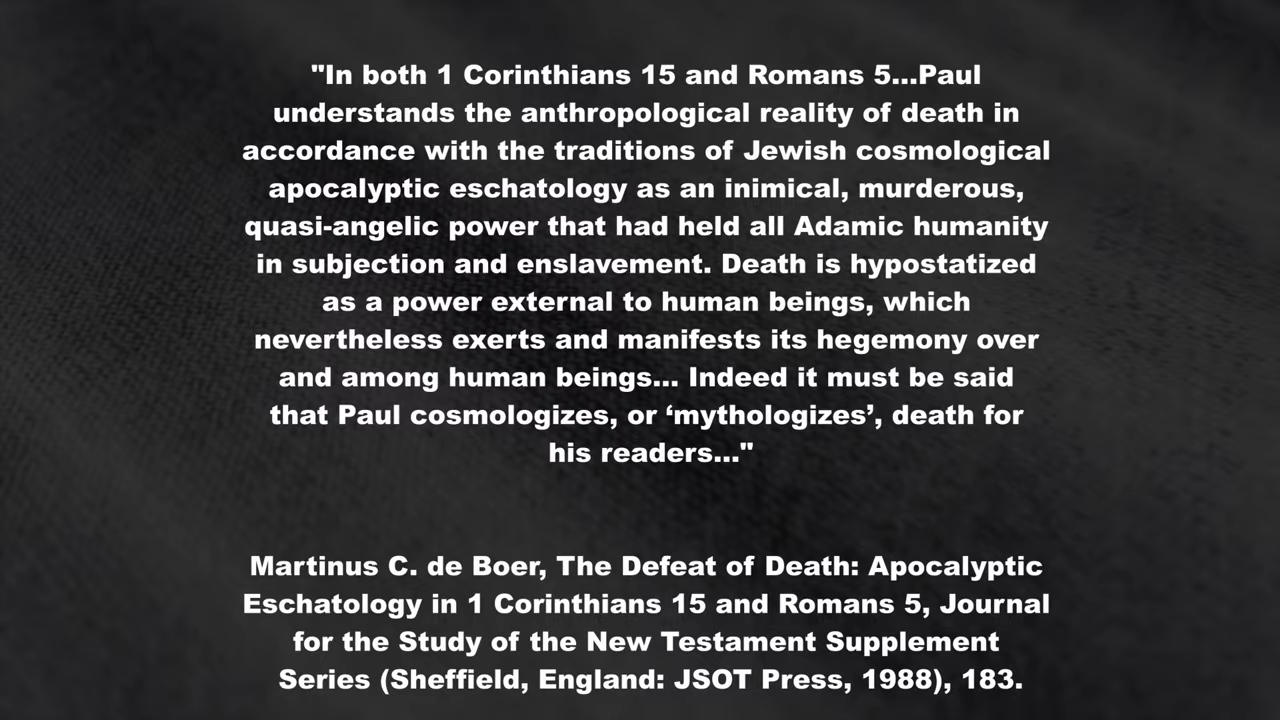 "In both 1 Corinthians 15 and Romans 5...Paul
understands the anthropological reality of death in
accordance with the traditions of Jewish cosmological
apocalyptic eschatology as an inimical, murderous,
quasi-angelic power that had held all Adamic humanity
in subjection and enslavement. Death is hypostatized
as a power external to human beings, which
nevertheless exerts and manifests its hegemony over
and among human beings... Indeed it must be said
that Paul cosmologizes, or ‘mythologizes’, death for
his readers..."
Martinus C. de Boer, The Defeat of Death: Apocalyptic
Eschatology in 1 Corinthians 15 and Romans 5, Journal
for the Study of the New Testament Supplement
Series (Sheffield, England: JSOT Press, 1988), 183.